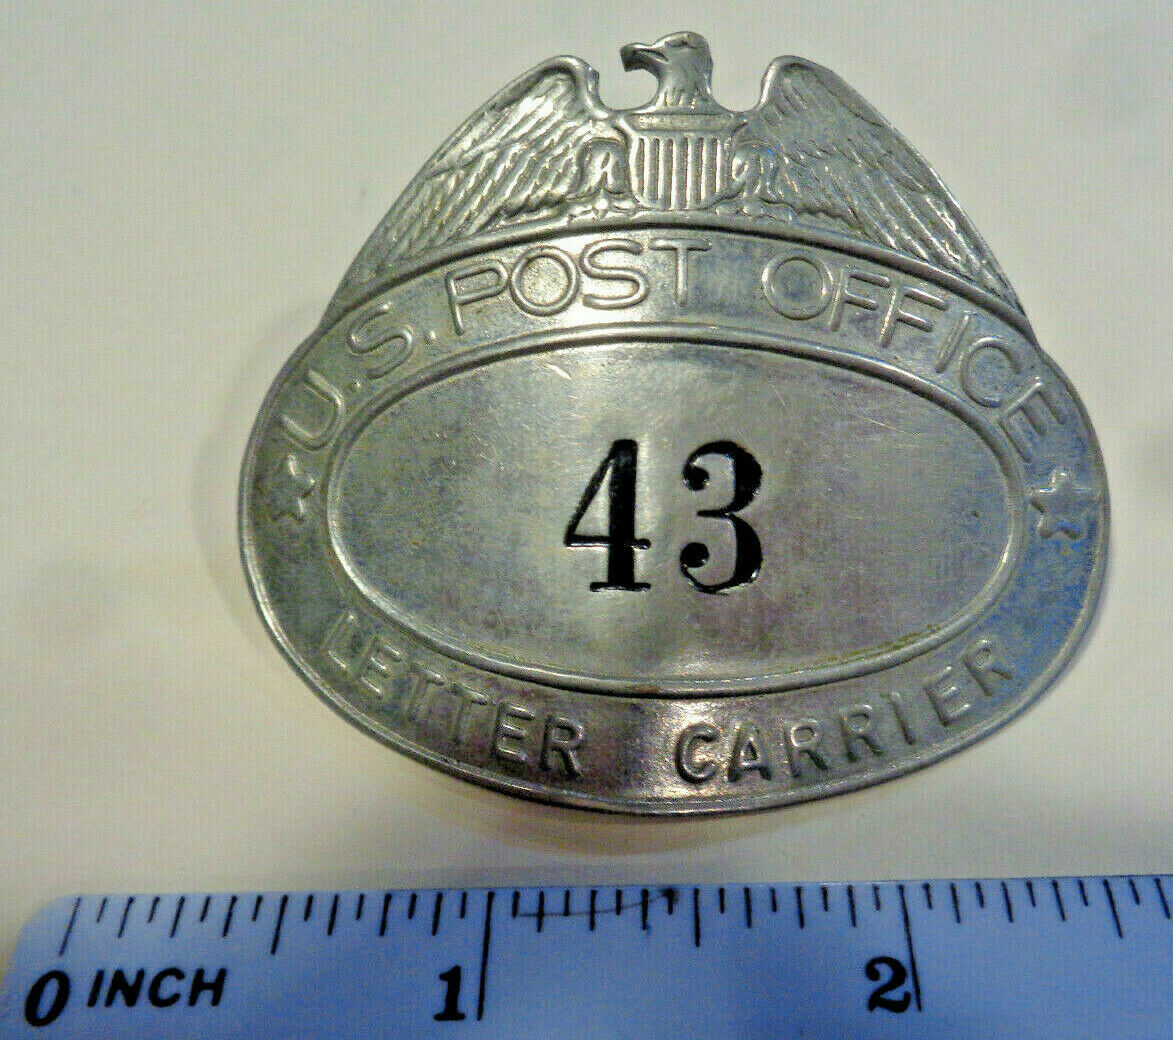 U.S. POST OFFICE
43
LETTER CARRIER
0 INCH 1 2